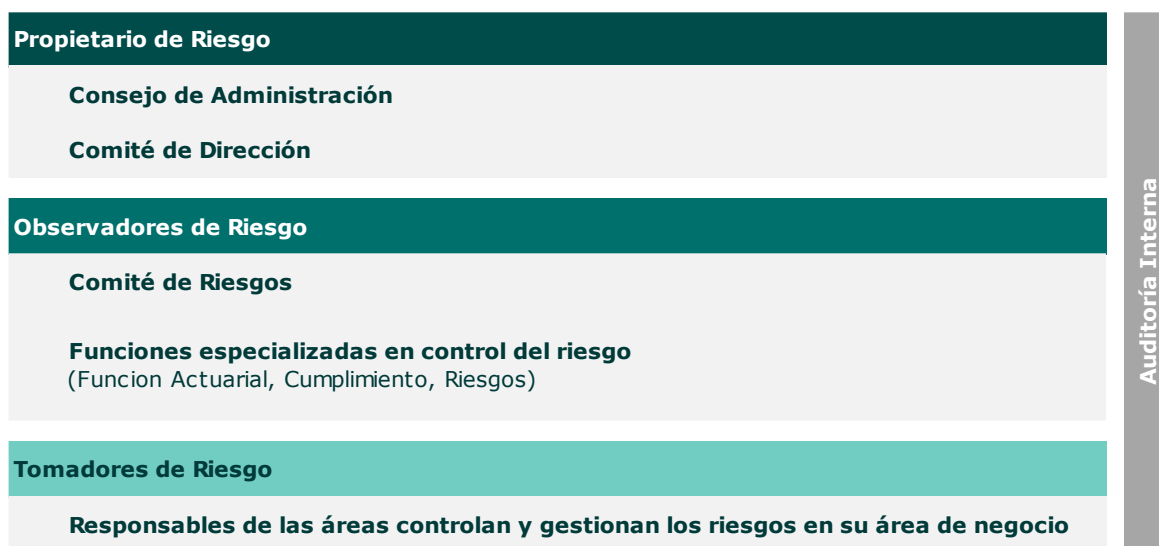 Propietario de Riesgo
Consejo de Administración
Comité de Dirección
Observadores de Riesgo
Comité de Riesgos
Funciones especializadas en control del riesgo
(Funcion Actuarial, Cumplimiento, Riesgos)
Tomadores de Riesgo
Responsables de las áreas controlan y gestionan los riesgos en su área de negocio
Auditoría Interna